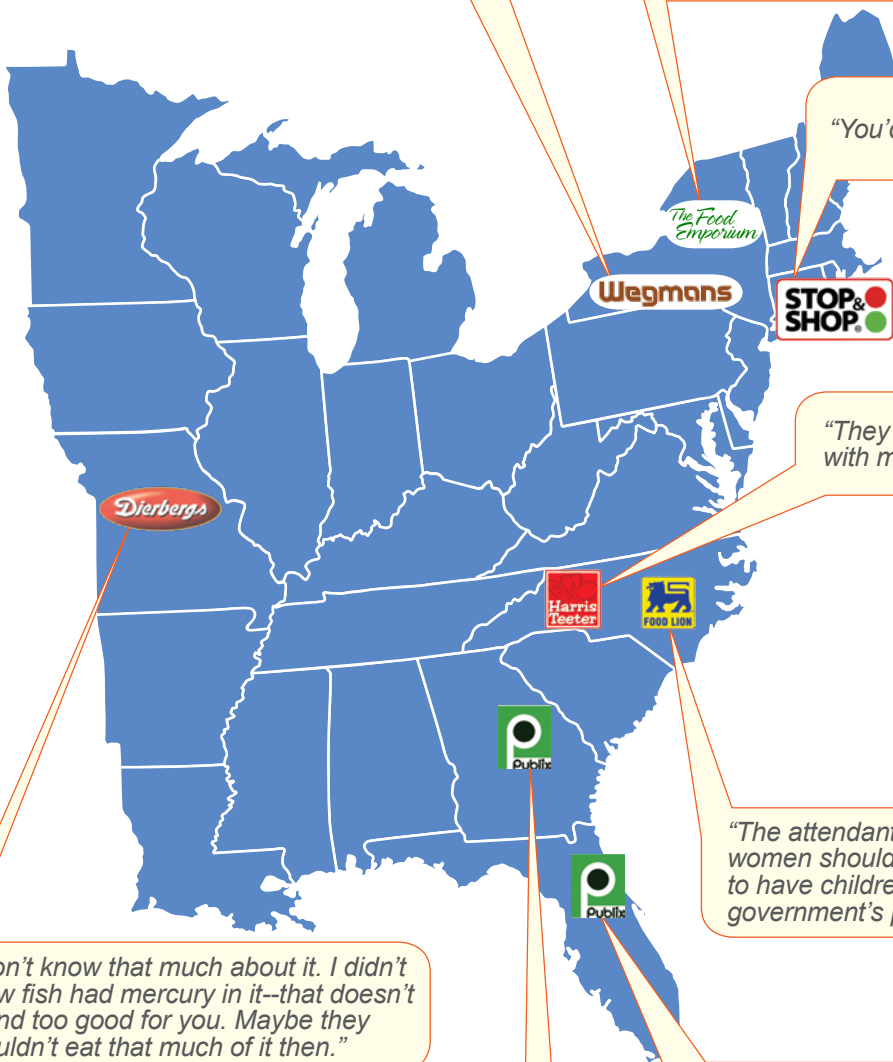 “You’
The Food
Emporium
Wegmans
STOP&
SHOP®
“They
with m
Dierbergs
Harris
Teeter
FOOD LION
Publix
“The attendant
women should
to have childre
government’s
Publix
on’t know that much about it. I didn’t
w fish had mercury in it--that doesn’t
nd too good for you. Maybe they
uldn’t eat that much of it then.”